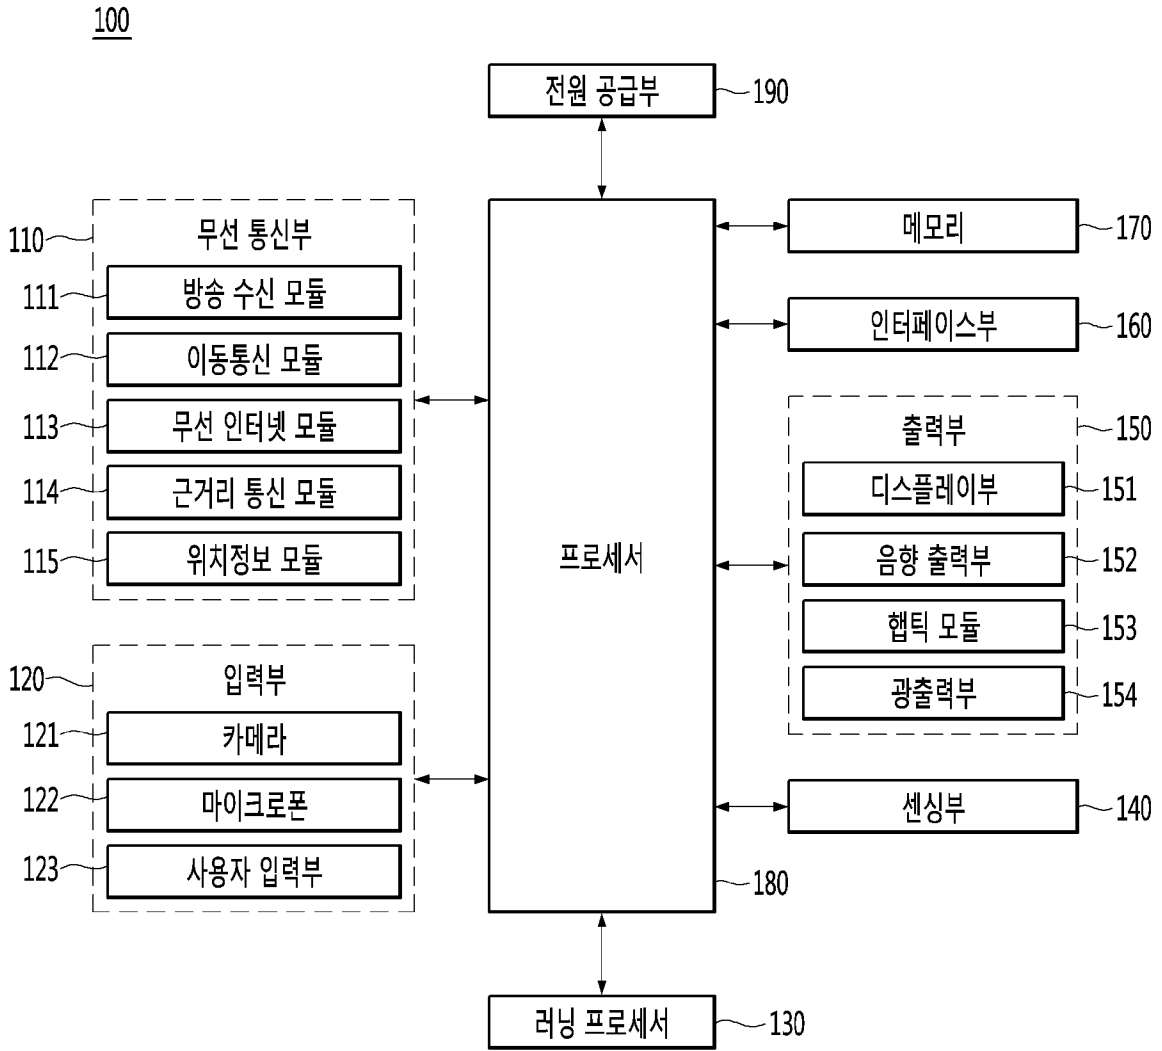 100
전원 공급부
190
110
무선 통신부
111
방송 수신 모듈
112
이동통신 모듈
113
무선 인터넷 모듈
114
근거리 통신 모듈
115
위치정보 모듈
120
입력부
121
카메라
122
마이크로폰
123
사용자 입력부
프로세서
180
메모리
170
인터페이스부
160
출력부
150
디스플레이부
151
음향 출력부
152
햅틱 모듈
153
광출력부
154
센싱부
140
러닝 프로세서
130